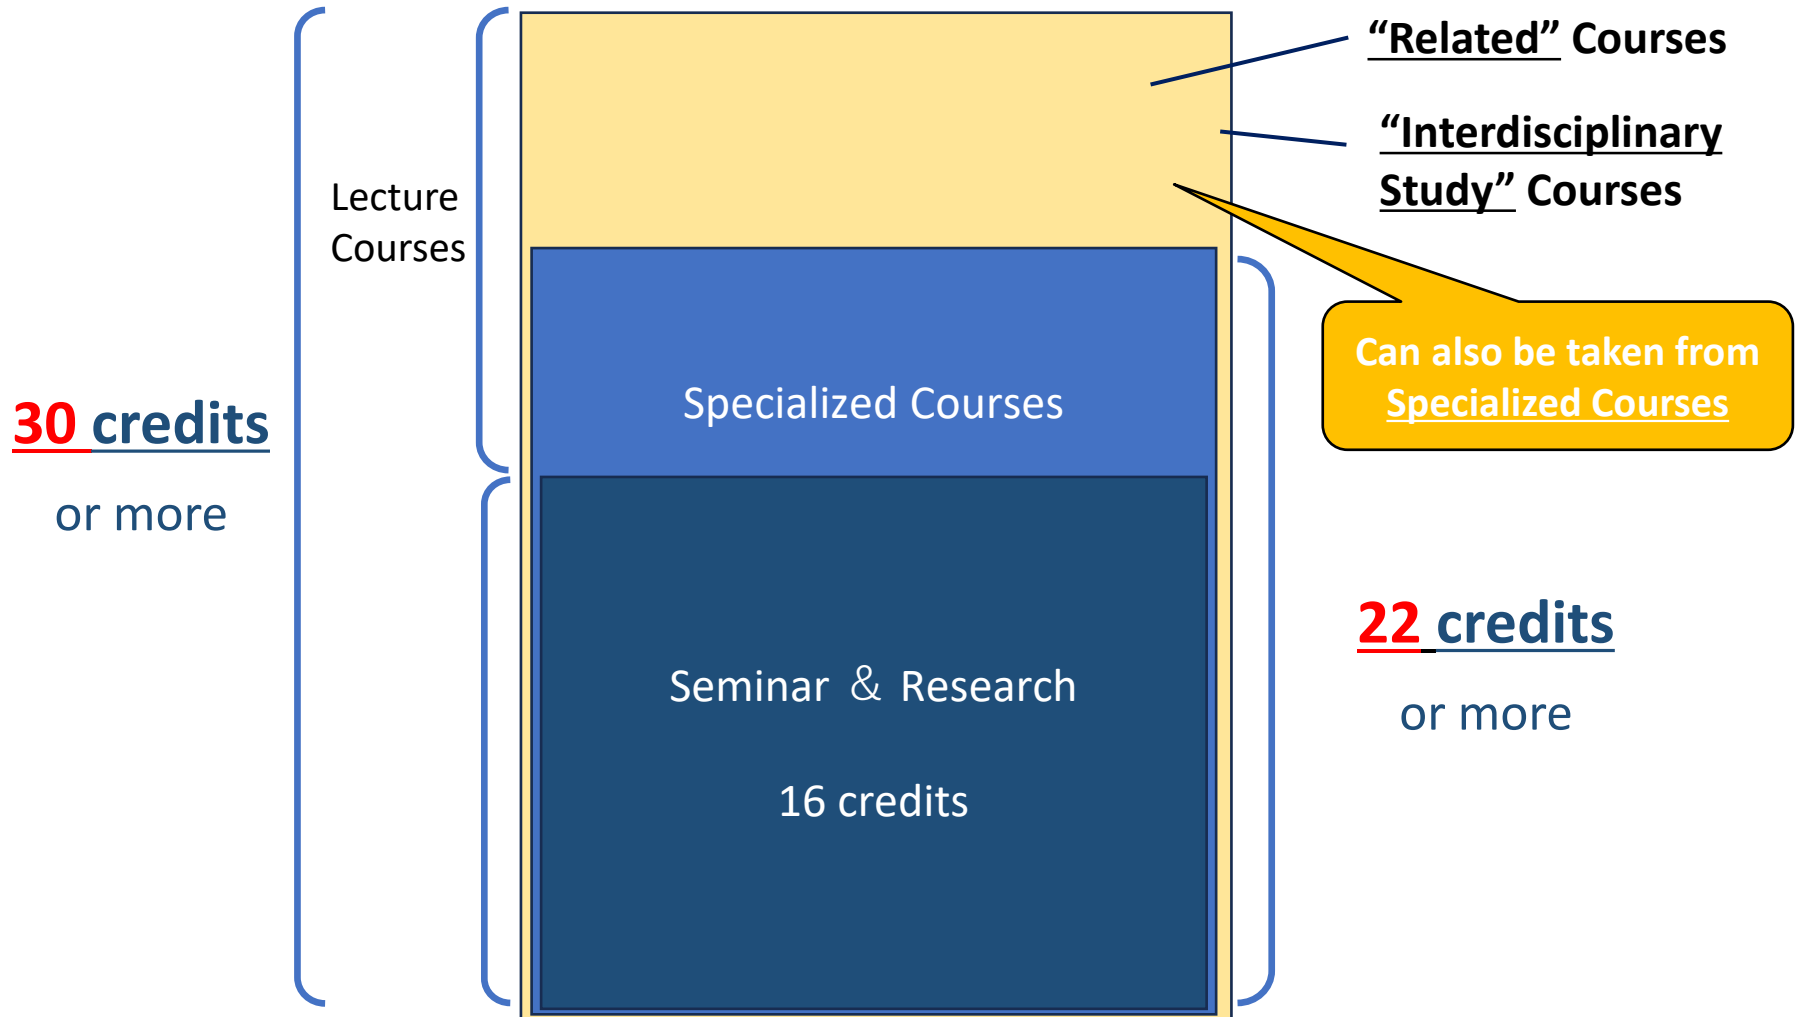 “Related” Courses
“Interdisciplinary
Study” Courses
Lecture
Courses
Can also be taken from
Specialized Courses
Specialized Courses
30 credits
or more
22 credits
or more
Seminar ＆ Research
16 credits